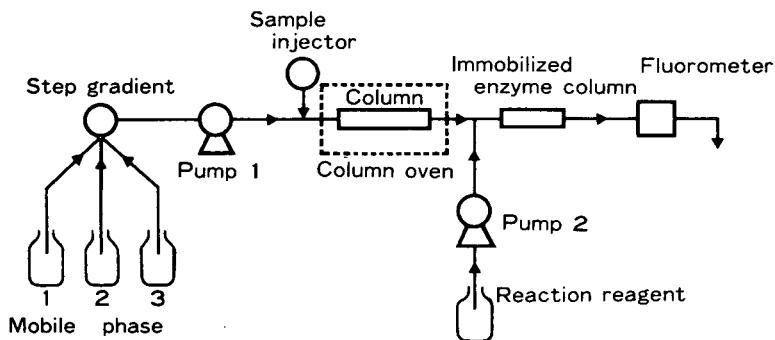 Sample
injector
Step gradient
Immobilized
enzyme column
Fluorometer
Column
Pump 1
Column oven
Pump 2
1 2 3
Reaction reagent
Mobile phase